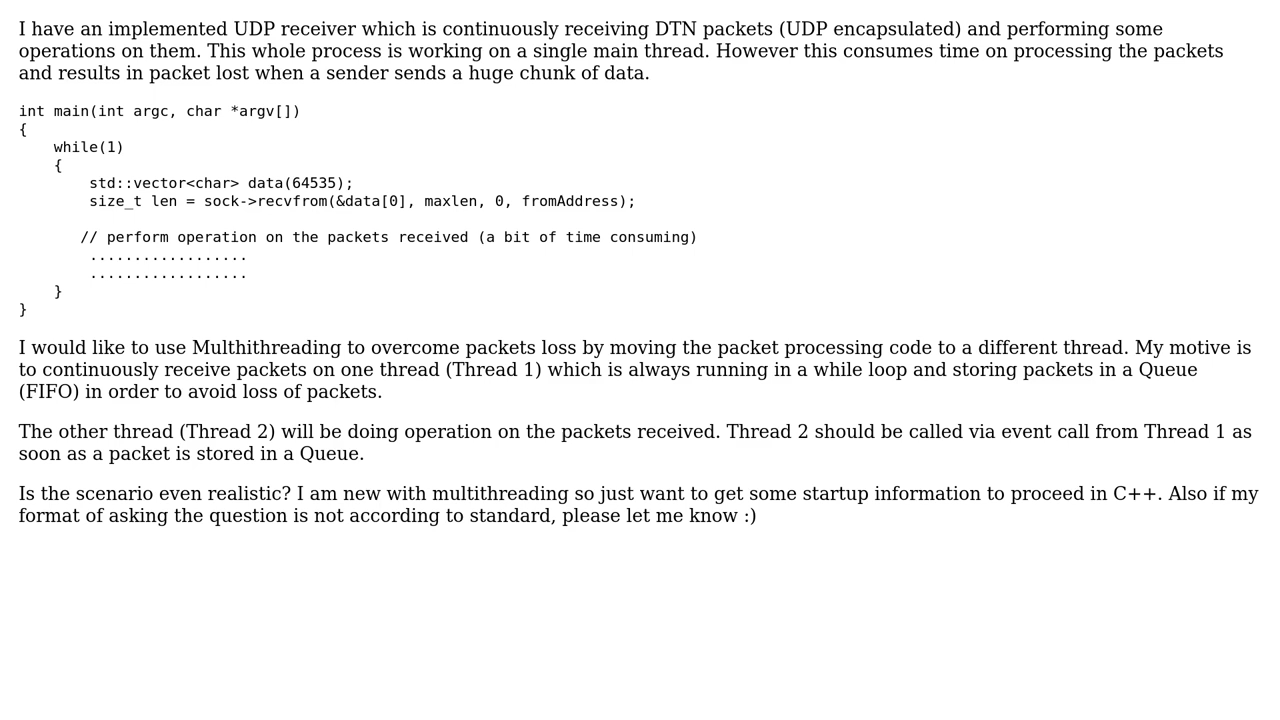 I have an implemented UDP receiver which is continuously receiving DTN packets (UDP encapsulated) and performing some
operations on them. This whole process is working on a single main thread. However this consumes time on processing the packets
and results in packet lost when a sender sends a huge chunk of data.
int main(int argc, char *argv[])
{
    while(1)
    {
        std::vector<char> data(64535);
        size_t len = sock->recvfrom(&data[0], maxlen, 0, fromAddress);
       // perform operation on the packets received (a bit of time consuming)
        ..................
        ..................
    }
}
I would like to use Multhithreading to overcome packets loss by moving the packet processing code to a different thread. My motive is
to continuously receive packets on one thread (Thread 1) which is always running in a while loop and storing packets in a Queue
(FIFO) in order to avoid loss of packets.
The other thread (Thread 2) will be doing operation on the packets received. Thread 2 should be called via event call from Thread 1 as
soon as a packet is stored in a Queue.
Is the scenario even realistic? I am new with multithreading so just want to get some startup information to proceed in C++. Also if my
format of asking the question is not according to standard, please let me know :)